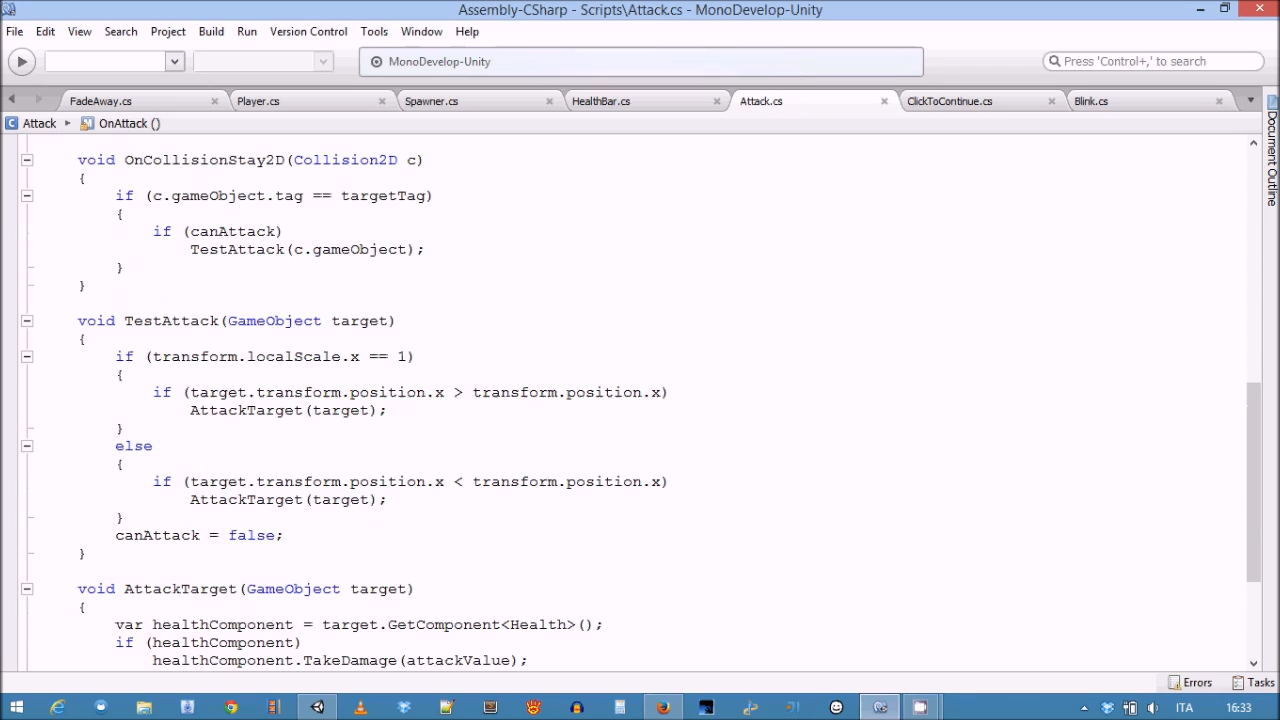 Assembly-CSharp - Scripts\Attack.cs - MonoDevelop-Unity
File Edit View Search Project Build Run Version Control Tools Window Help
MonoDevelop-Unity
Press 'Control+,' to search
FadeAway.cs Player.cs Spawner.cs HealthBar.cs Attack.cs ClickToContinue.cs Blink.cs
Attack OnAttack ()
Document Outline
void OnCollisionStay2D(Collision2D c)
{
if (c.gameObject.tag == targetTag)
{
if (canAttack)
TestAttack(c.gameObject);
}
}
void TestAttack(GameObject target)
{
if (transform.localScale.x == 1)
{
if (target.transform.position.x > transform.position.x)
AttackTarget(target);
}
else
{
if (target.transform.position.x < transform.position.x)
AttackTarget(target);
}
canAttack = false;
}
void AttackTarget(GameObject target)
{
var healthComponent = target.GetComponent<Health>();
if (healthComponent)
healthComponent.TakeDamage(attackValue);
Errors Tasks
ITA 16:33